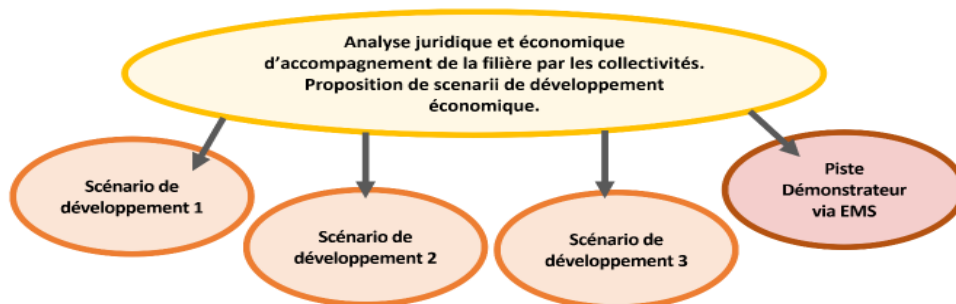 Analyse juridique et économique
d'accompagnement de la filière par les collectivités.
Proposition de scenarii de développement
économique.
Scénario de
développement 1
Scénario de
développement 2
Scénario de
développement 3
Piste
Démonstrateur
via EMS